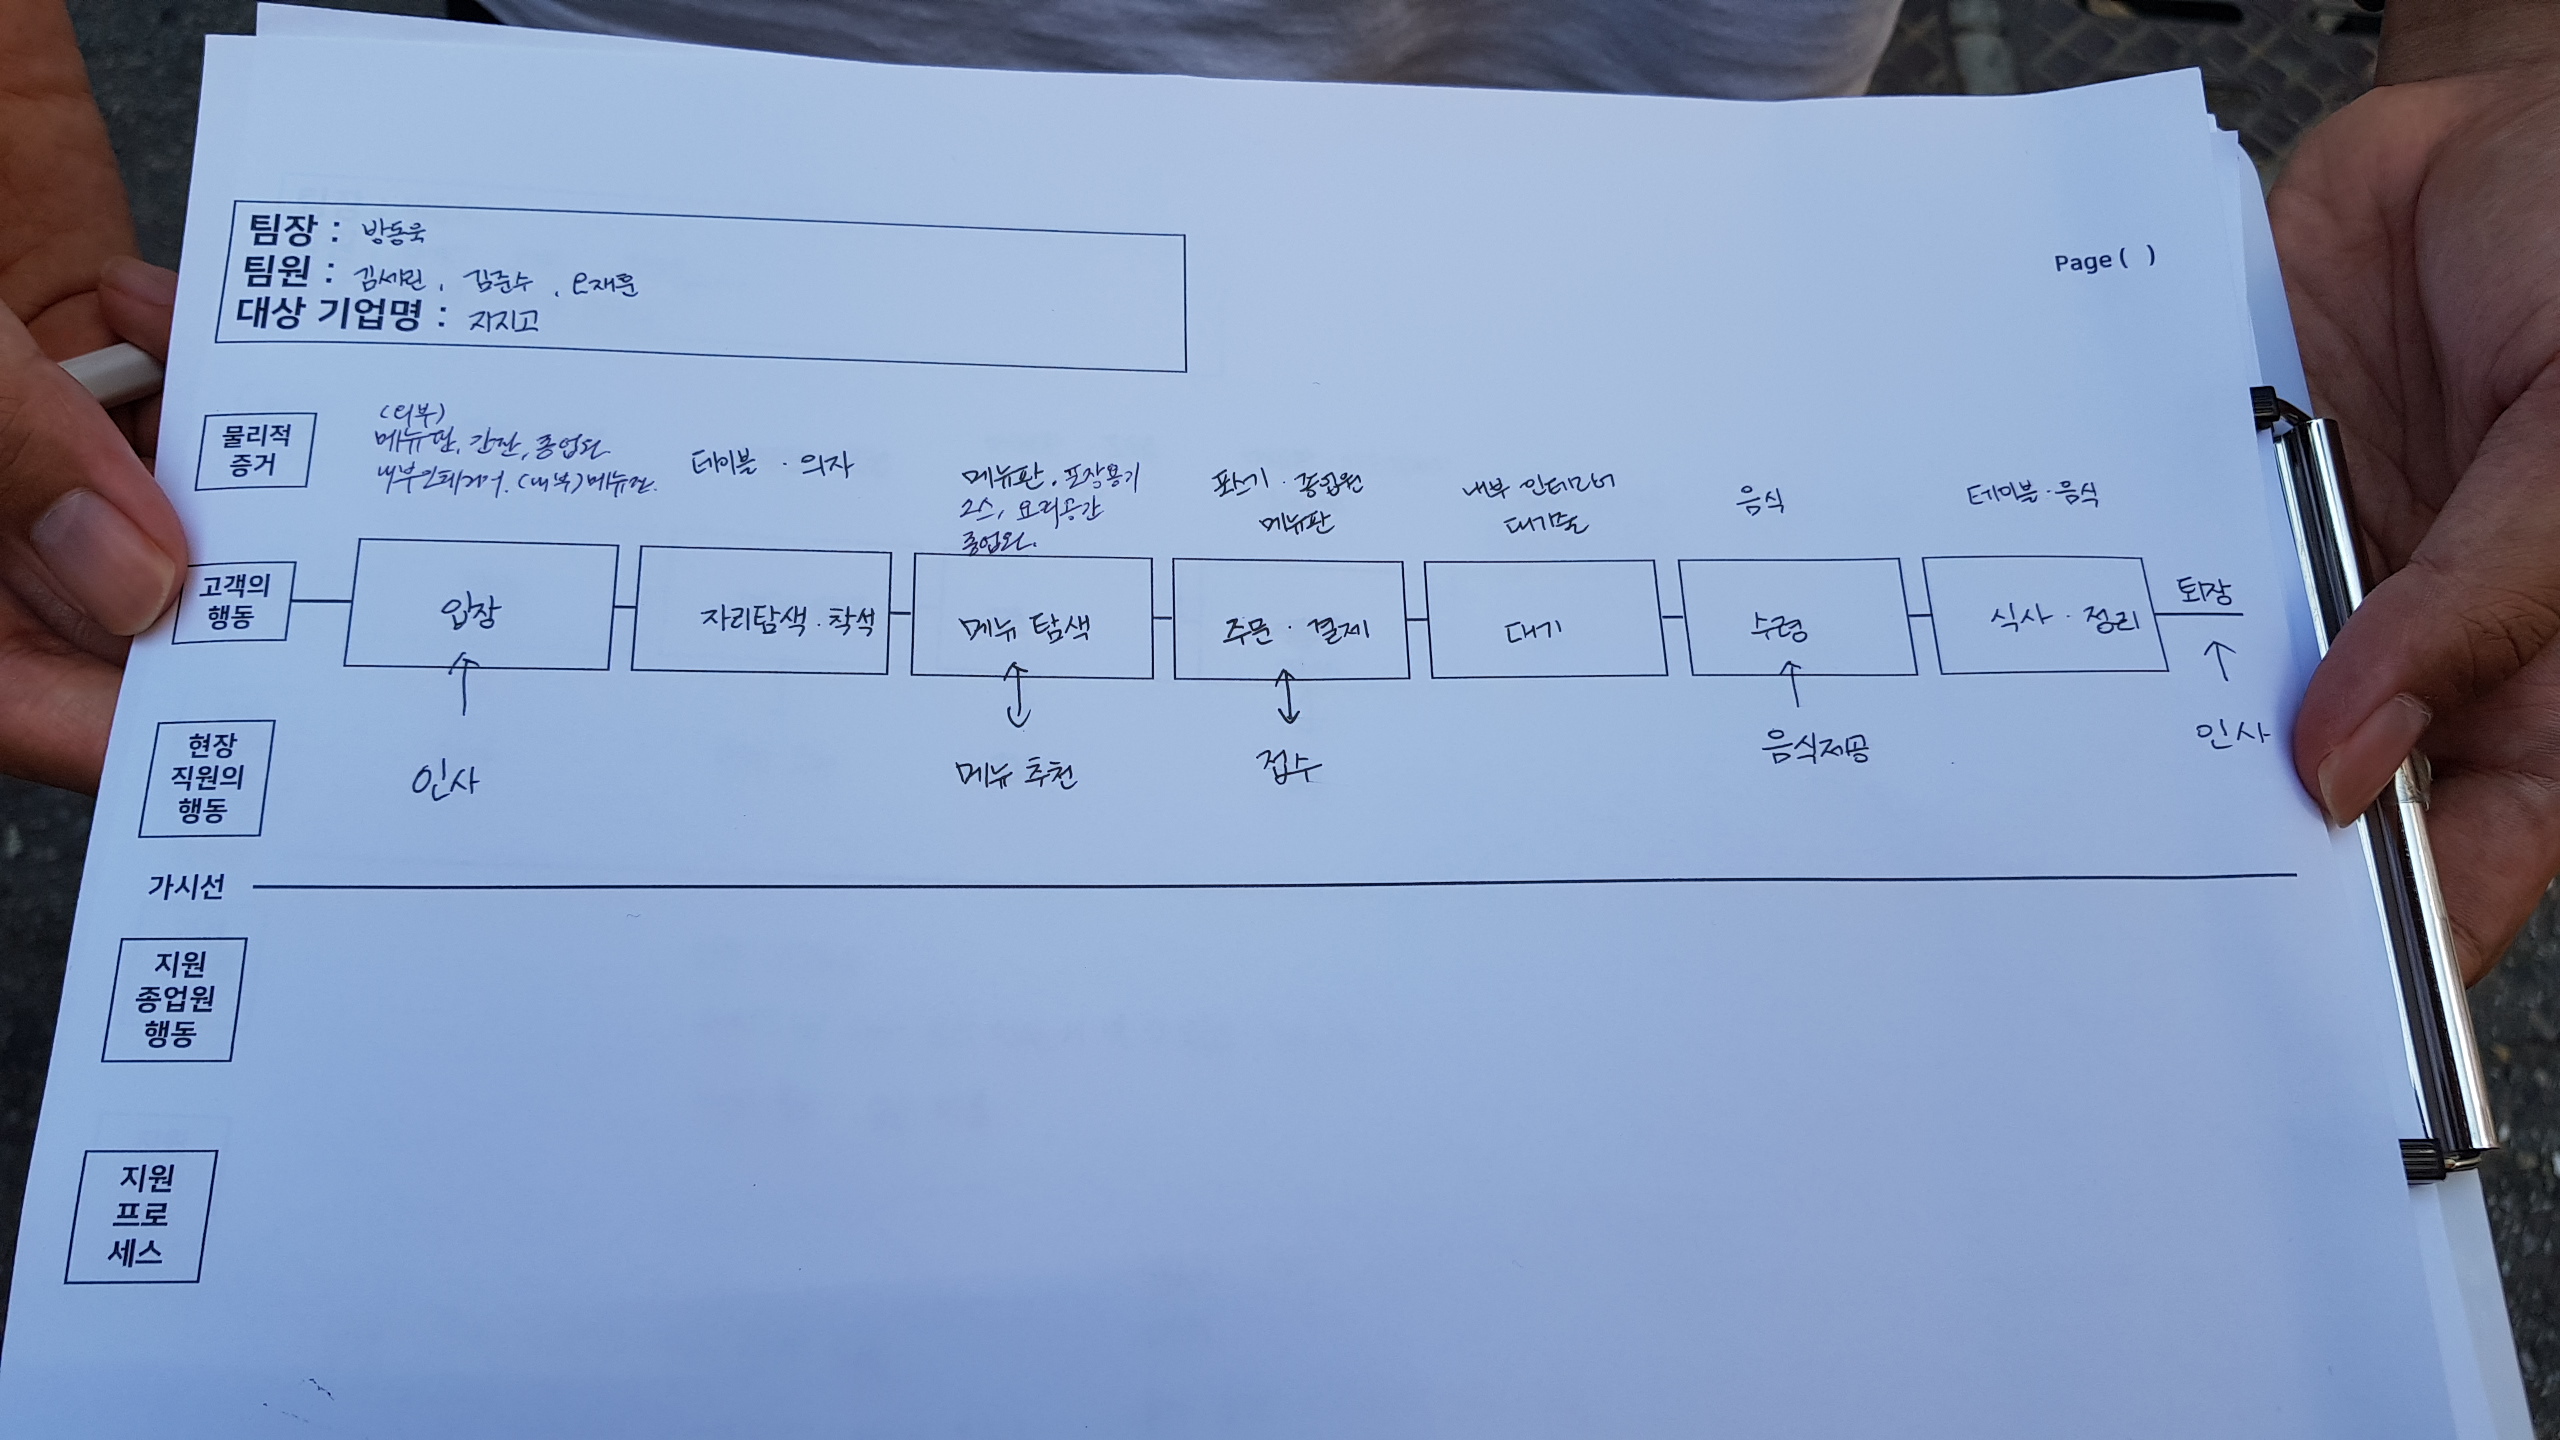 팀장 : 방동욱
팀원 : 김세린, 김준수, 오재훈
대상 기업명 : 지지고
Page ( )
물리적
증거
(외부)
메뉴판, 간판, 종업원
내부인테리어, (내부)메뉴판.
테이블 · 의자
메뉴판, 포장용기
소스, 요리공간
종업원.
포스기 · 종업원
메뉴판
내부 인테리어
대기줄
음식
테이블 · 음식
고객의
행동
입장
자리탐색 · 착석
메뉴 탐색
주문 · 결제
대기
수령
식사 · 정리
퇴장
현장
직원의
행동
인사
메뉴 추천
접수
음식제공
인사
가시선
지원
종업원
행동
지원
프로
세스